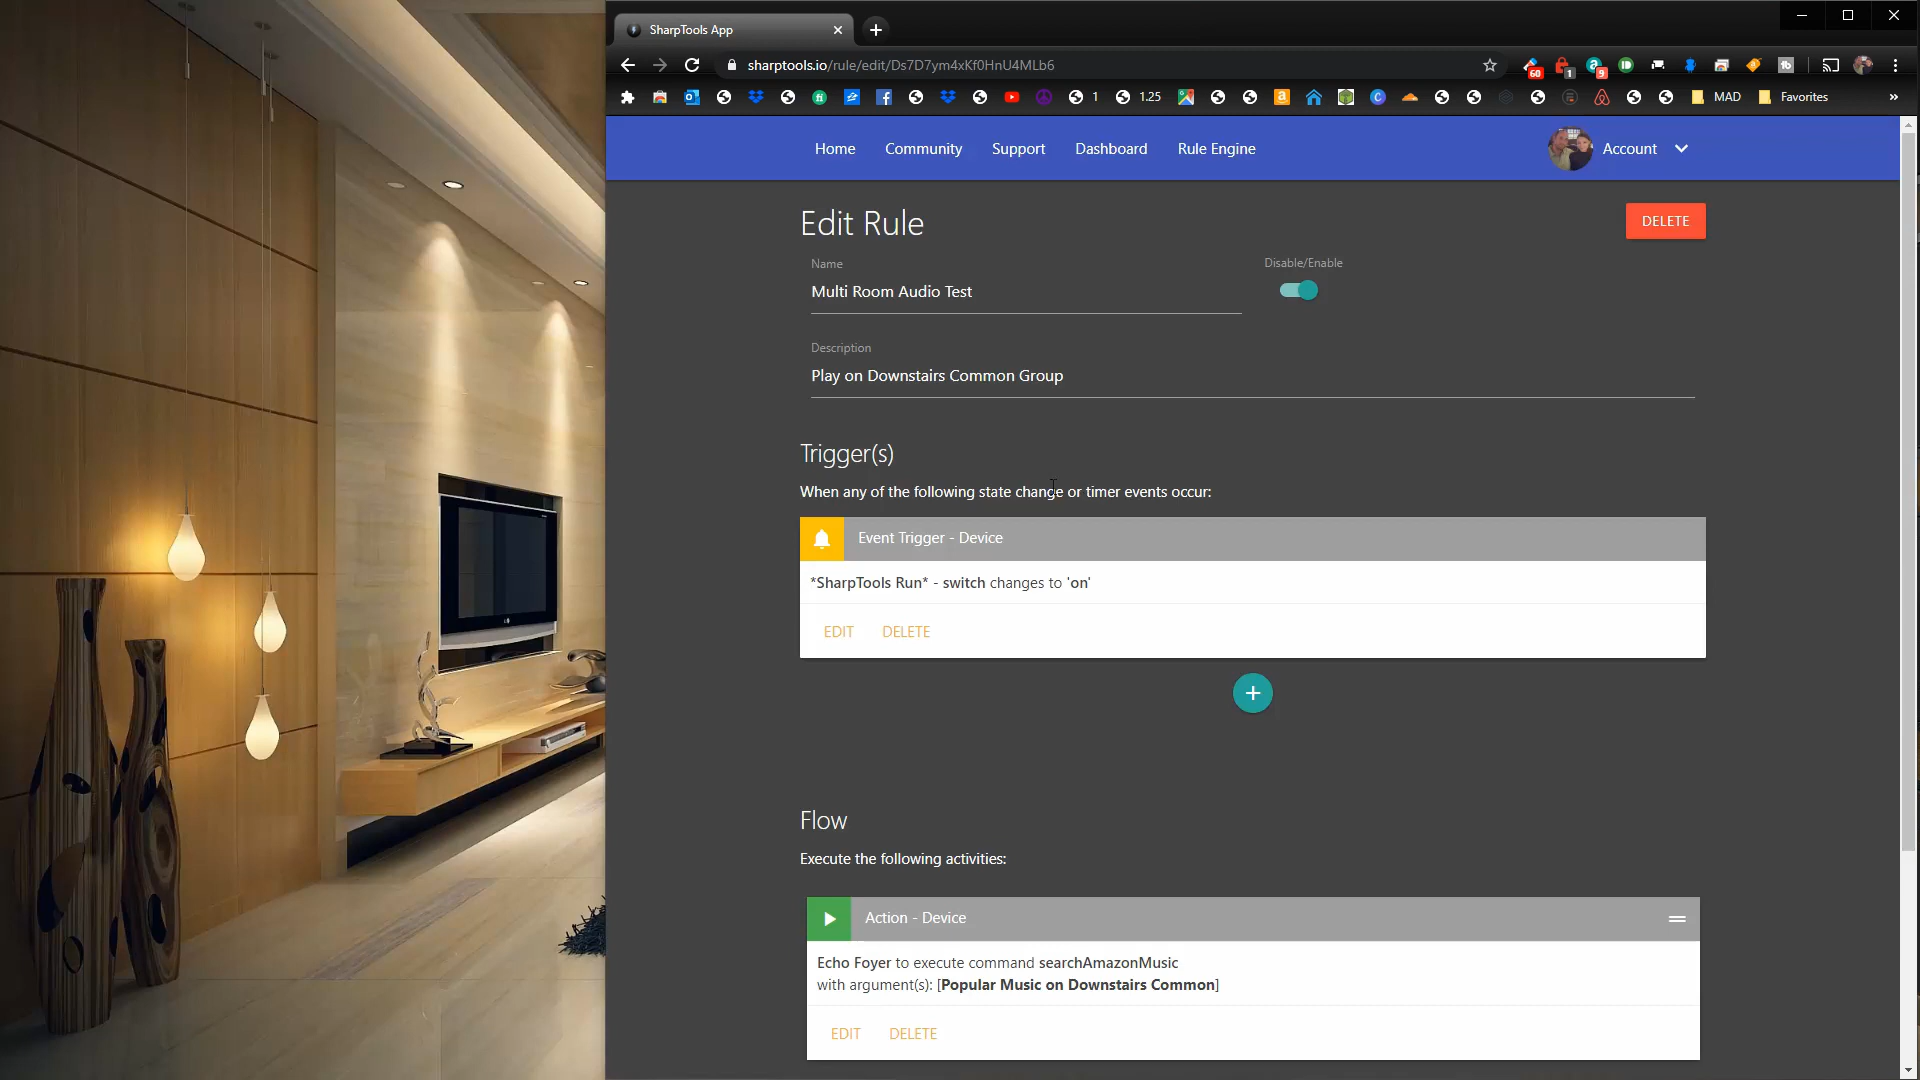 SharpTools App
sharptools.io/rule/edit/Ds7D7ym4xKf0HnU4MLb6
60
1
9
1
1.25
MAD
Favorites
»
Home
Community
Support
Dashboard
Rule Engine
Account
Edit Rule
DELETE
Name
Disable/Enable
Multi Room Audio Test
Description
Play on Downstairs Common Group
Trigger(s)
When any of the following state change or timer events occur:
Event Trigger - Device
*SharpTools Run* - switch changes to 'on'
EDIT
DELETE
+
Flow
Execute the following activities:
Action - Device
Echo Foyer to execute command searchAmazonMusic
with argument(s): [Popular Music on Downstairs Common]
EDIT
DELETE